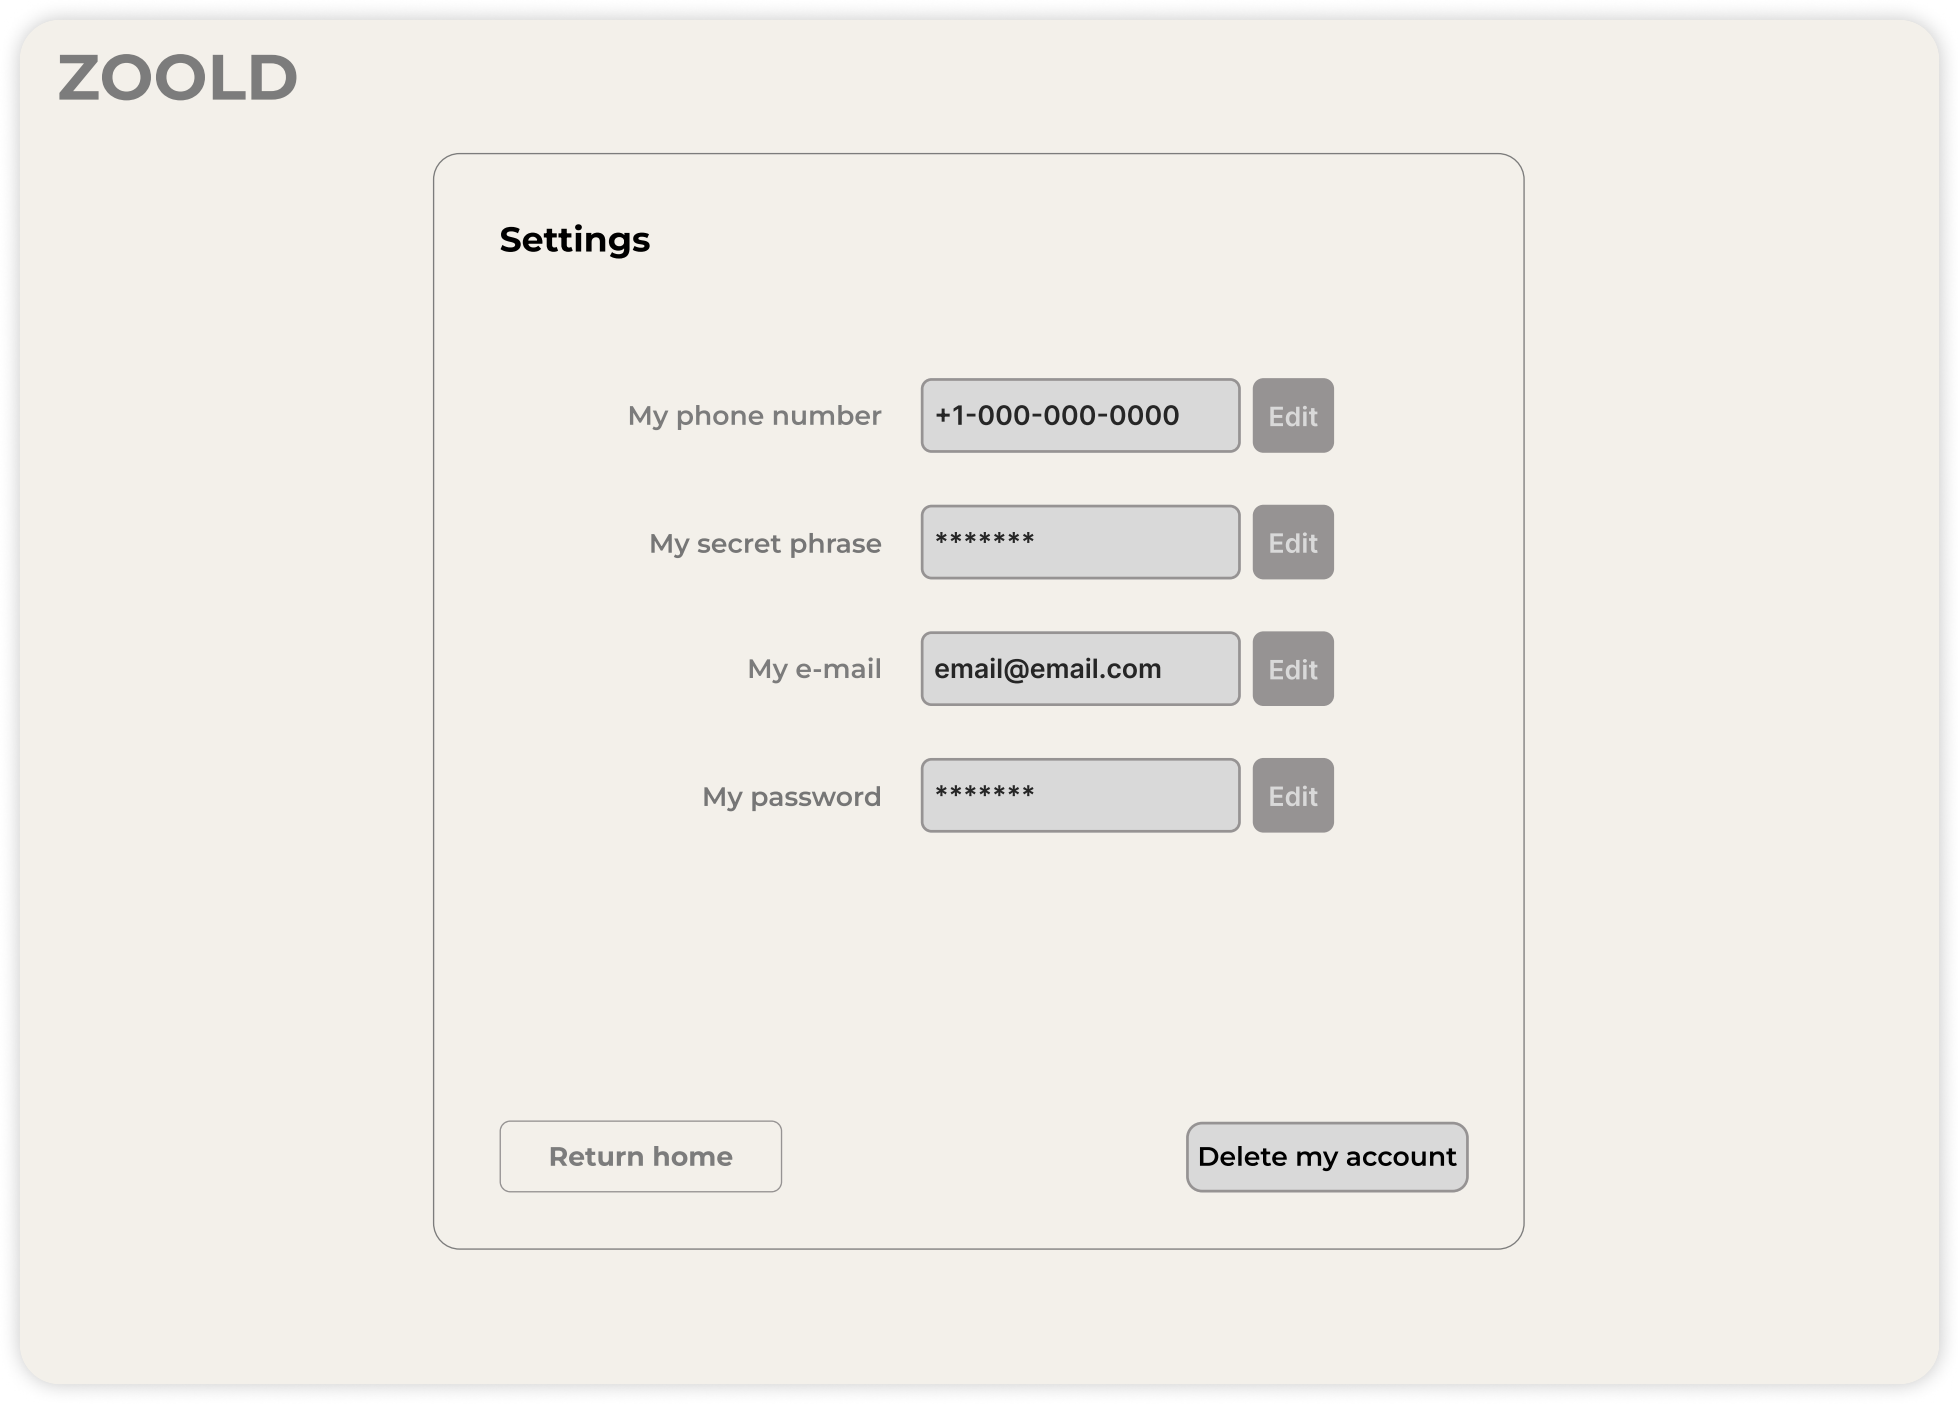 ZOOLD
Settings
My phone number +1-000-000-0000 Edit
My secret phrase ******* Edit
My e-mail email@email.com Edit
My password ******* Edit
Return home Delete my account